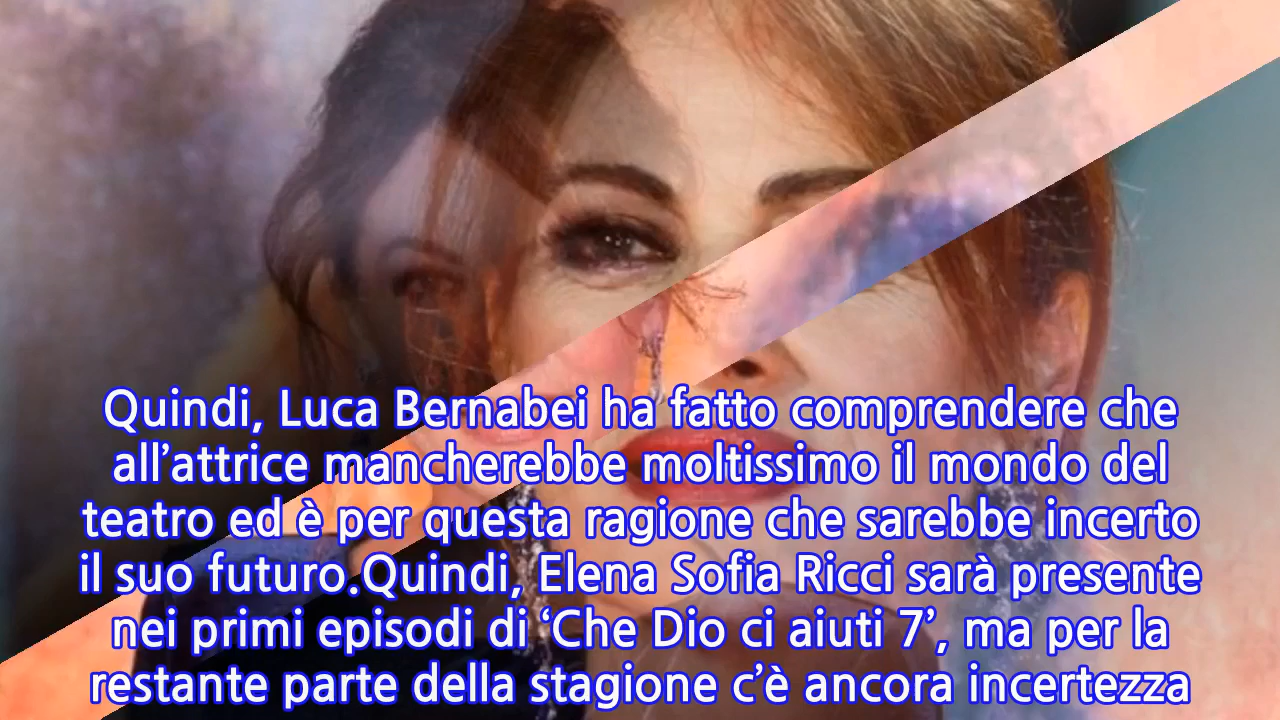 Quindi, Luca Bernabei ha fatto comprendere che
all’attrice mancherebbe moltissimo il mondo del
teatro ed è per questa ragione che sarebbe incerto
il suo futuro.Quindi, Elena Sofia Ricci sarà presente
nei primi episodi di ‘Che Dio ci aiuti 7’, ma per la
restante parte della stagione c’è ancora incertezza